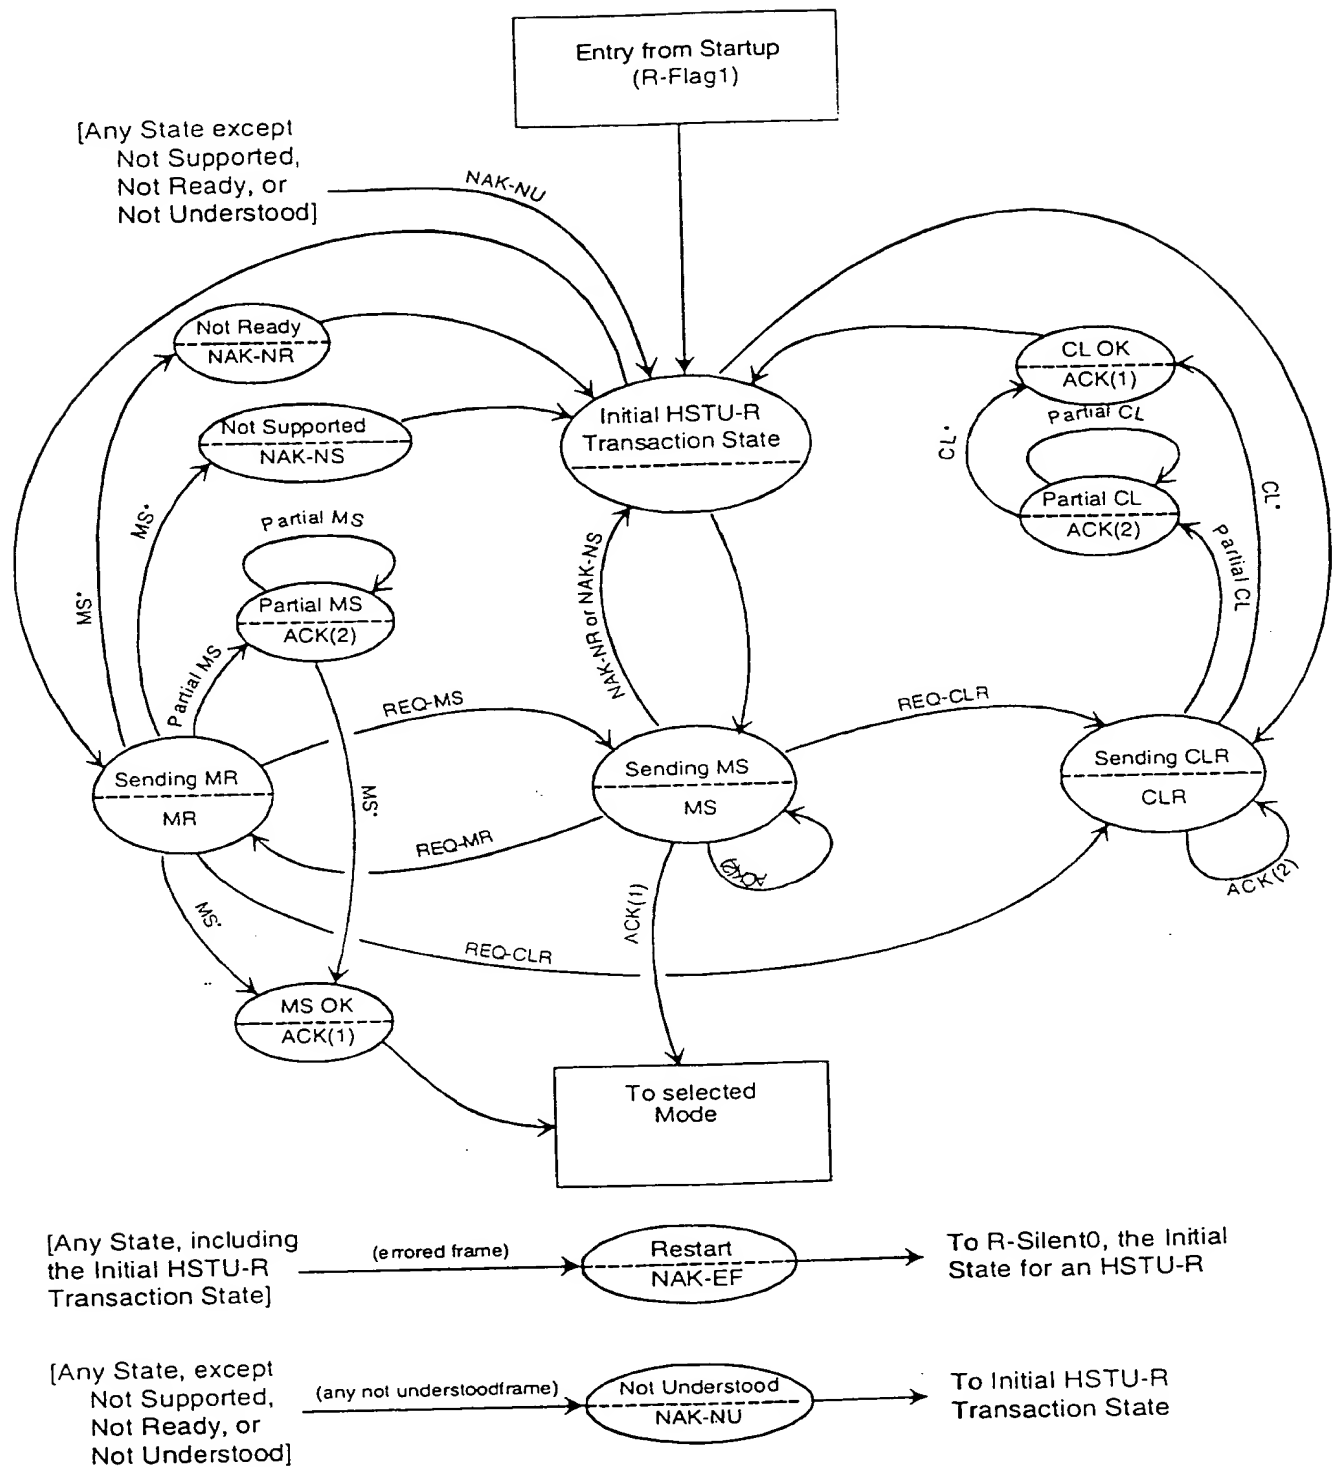 Entry from Startup
(R-Flag1)
[Any State except
Not Supported,
Not Ready, or
Not Understood]
NAK-NU
Not Ready
NAK-NR
Not Supported
NAK-NS
Initial HSTU-R
Transaction State
CL OK
ACK(1)
Partial CL
CL*
Partial CL
ACK(2)
CL*
Partial CL
MS*
MS*
Partial MS
Partial MS
ACK(2)
Partial MS
NAK-NR or NAK-NS
REQ-MS
REQ-CLR
Sending MR
MR
MS*
Sending MS
MS
Sending CLR
CLR
REQ-MR
ACK(2)
ACK(2)
MS*
ACK(1)
REQ-CLR
MS OK
ACK(1)
To selected
Mode
[Any State, including
the Initial HSTU-R
Transaction State]
(errored frame)
Restart
NAK-EF
To R-Silent0, the Initial
State for an HSTU-R
[Any State, except
Not Supported,
Not Ready, or
Not Understood]
(any not understoodframe)
Not Understood
NAK-NU
To Initial HSTU-R
Transaction State